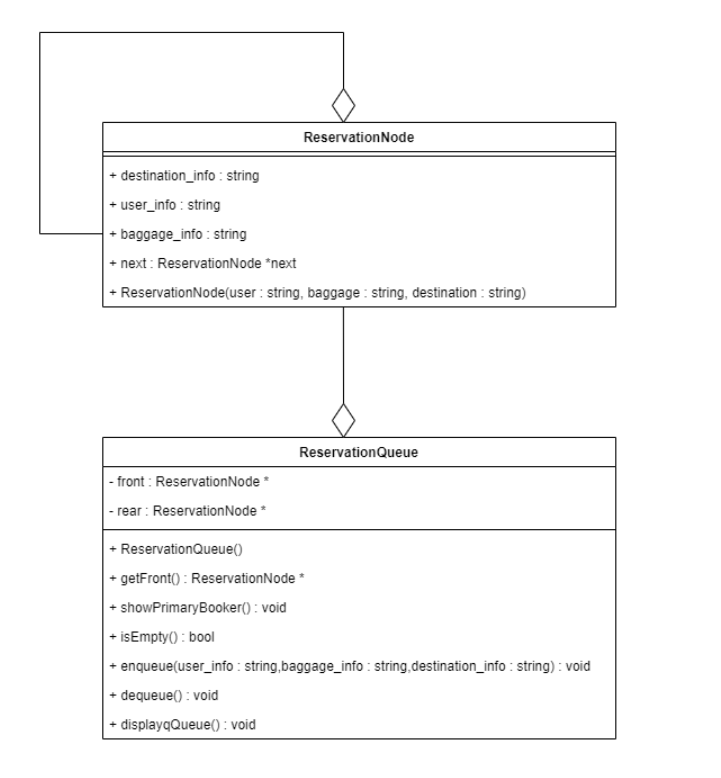 ReservationNode
+ destination_info : string
+ user_info : string
+ baggage_info : string
+ next : ReservationNode *next
+ ReservationNode(user : string, baggage : string, destination : string)
ReservationQueue
- front : ReservationNode *
- rear : ReservationNode *
+ ReservationQueue()
+ getFront() : ReservationNode *
+ showPrimaryBooker() : void
+ isEmpty() : bool
+ enqueue(user_info : string,baggage_info : string,destination_info : string) : void
+ dequeue() : void
+ displayqQueue() : void